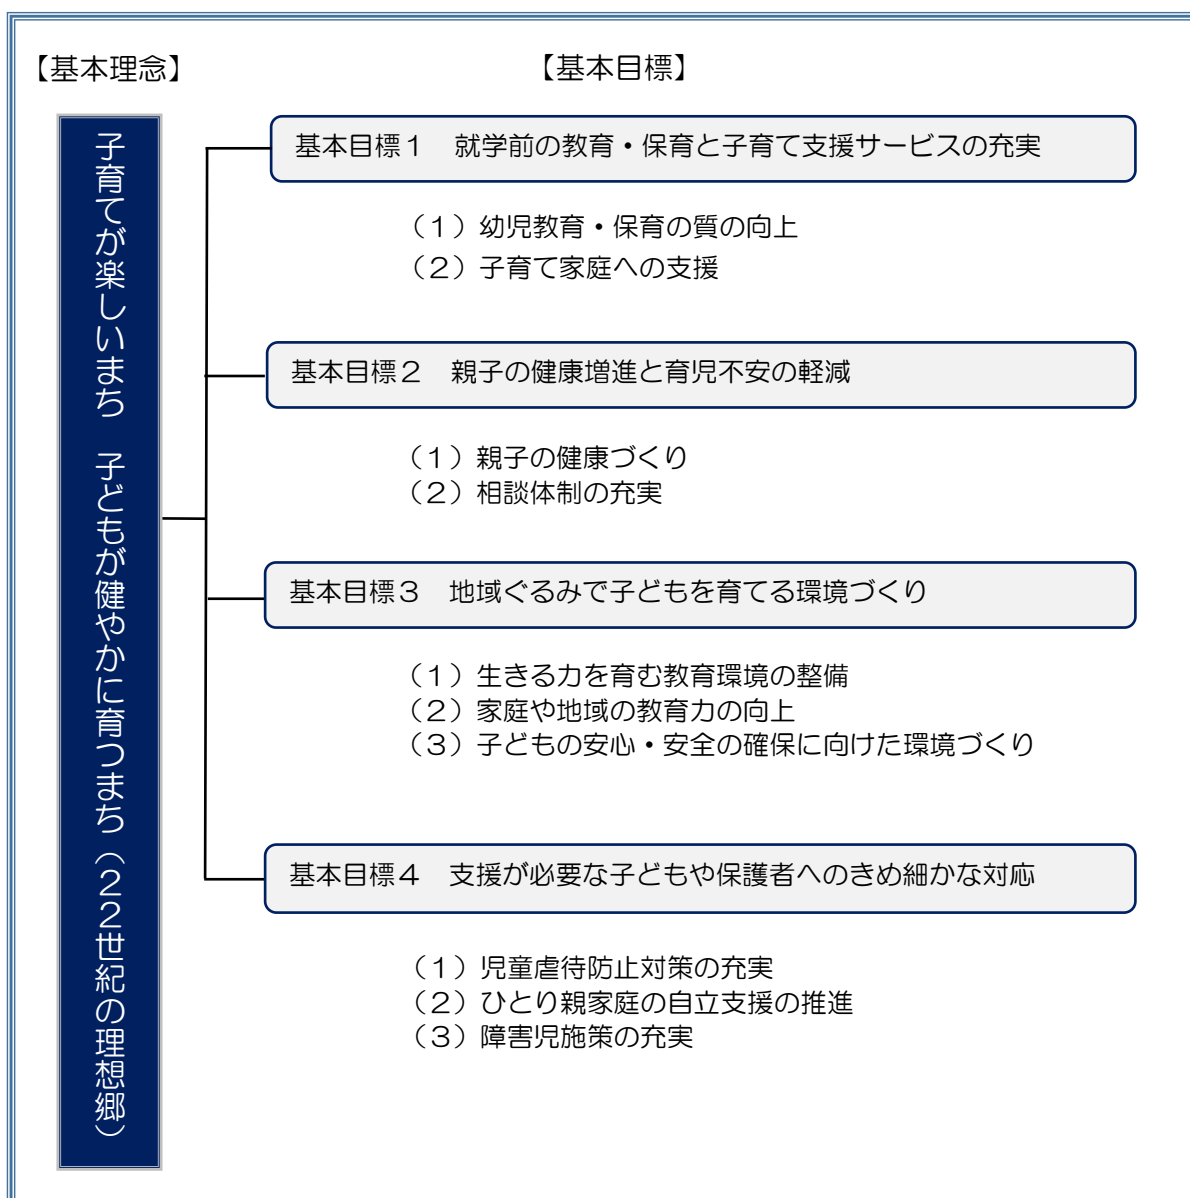 【基本理念】
【基本目標】
子育てが楽しいまち　子どもが健やかに育つまち（２２世紀の理想郷）
基本目標１　就学前の教育・保育と子育て支援サービスの充実
（１）幼児教育・保育の質の向上
（２）子育て家庭への支援
基本目標２　親子の健康増進と育児不安の軽減
（１）親子の健康づくり
（２）相談体制の充実
基本目標３　地域ぐるみで子どもを育てる環境づくり
（１）生きる力を育む教育環境の整備
（２）家庭や地域の教育力の向上
（３）子どもの安心・安全の確保に向けた環境づくり
基本目標４　支援が必要な子どもや保護者へのきめ細かな対応
（１）児童虐待防止対策の充実
（２）ひとり親家庭の自立支援の推進
（３）障害児施策の充実